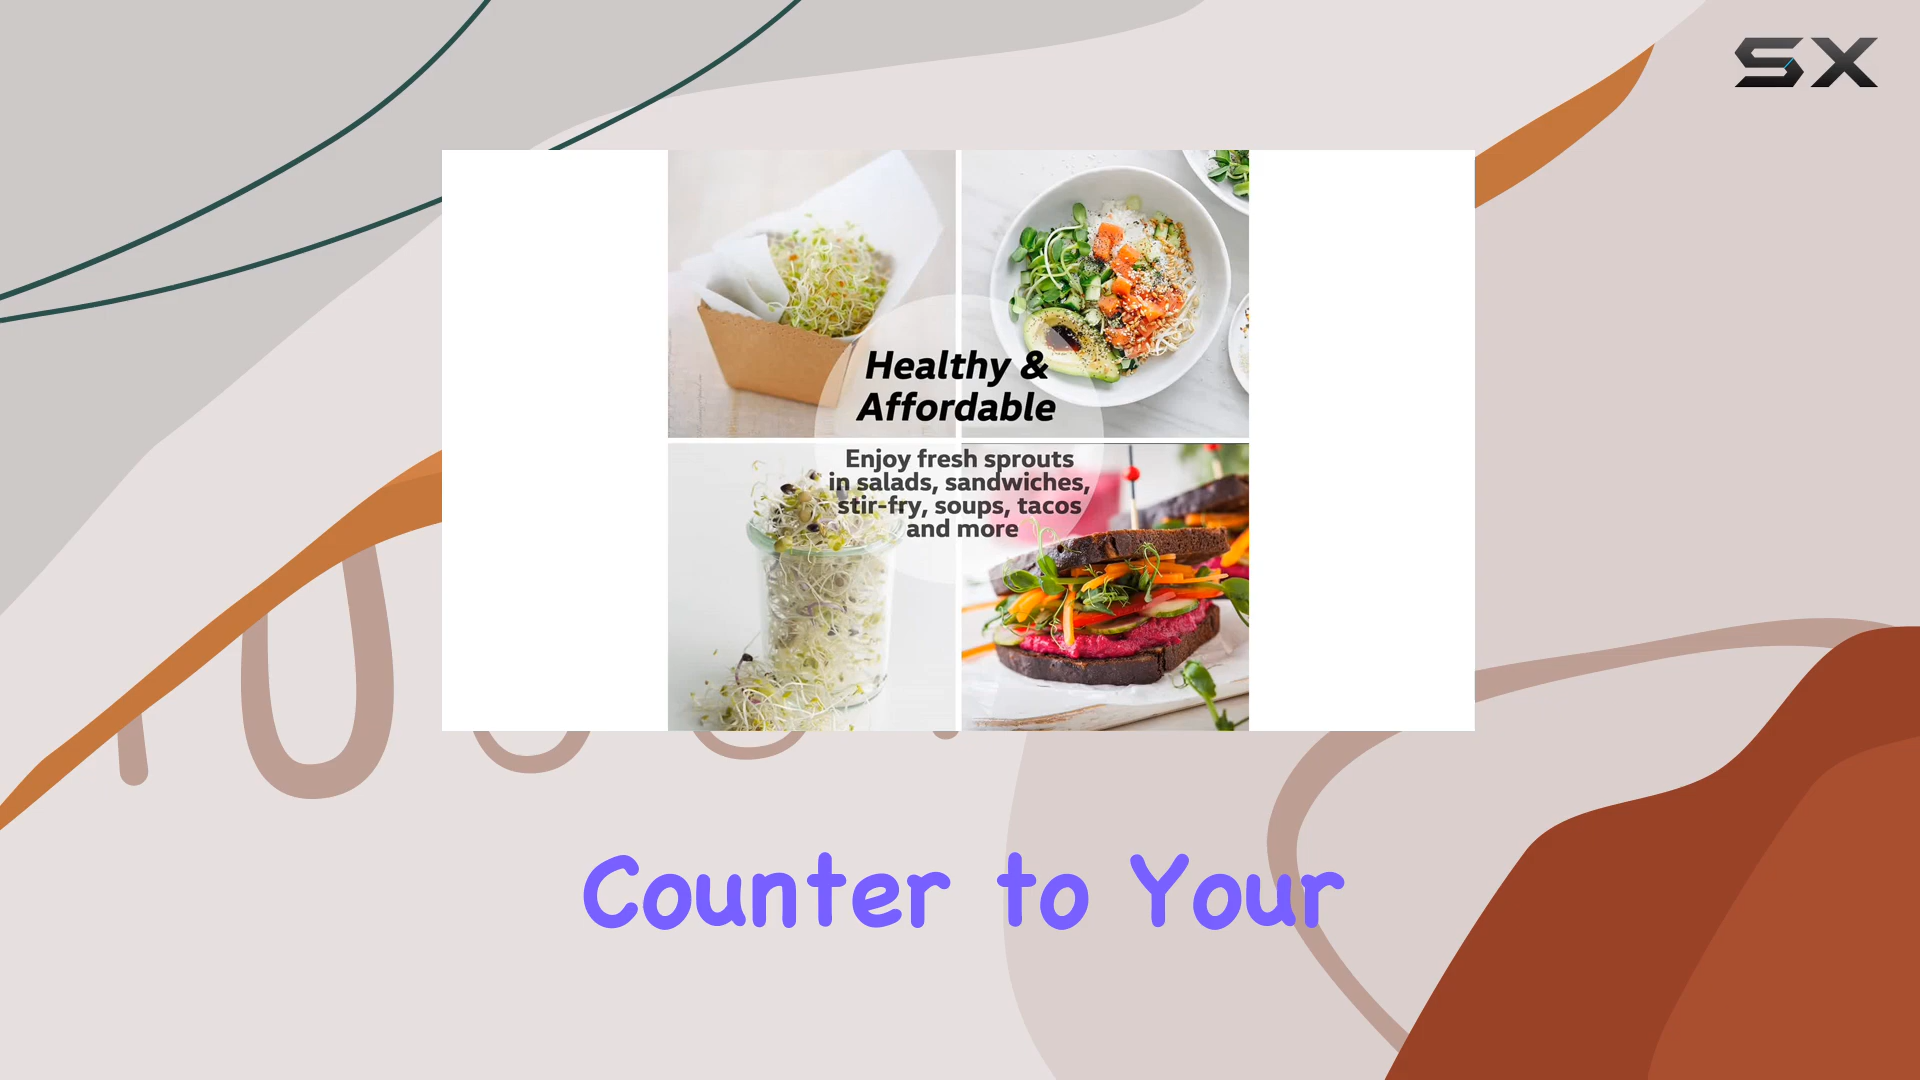 SX
Healthy &
Affordable
Enjoy fresh sprouts
in salads, sandwiches,
stir-fry, soups, tacos
and more
Counter to Your